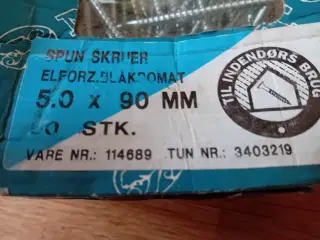 SPUN SKRUER
ELFORZ.BLÅKROMAT
5.0 x 90 MM
STK.
VARE NR.: 114689 TUN NR.: 3403219
TIL INDENDØRS BRUG